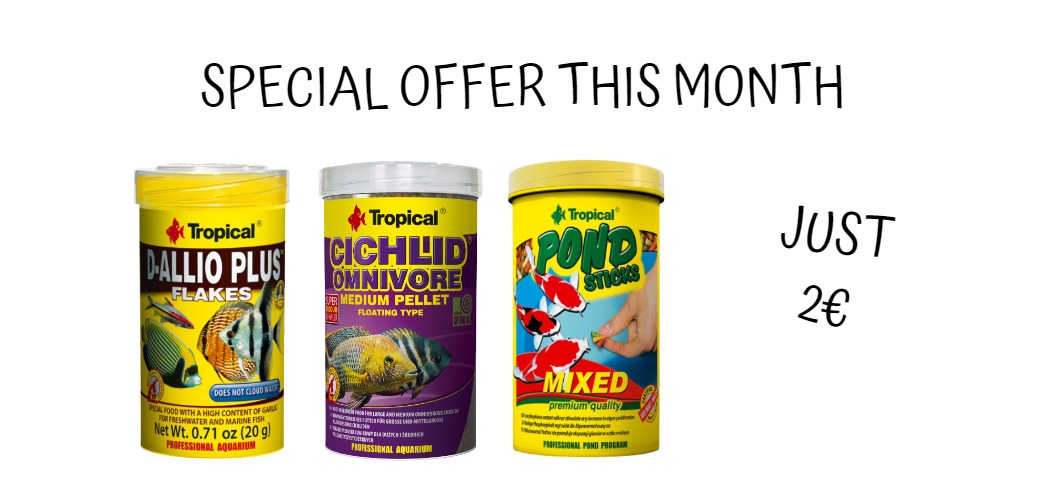 SPECIAL OFFER THIS MONTH
Tropical®
D-ALLIO PLUS
FLAKES
DOES NOT CLOUD WATER
SPECIAL FOOD WITH A HIGH CONTENT OF GARLIC
FOR FRESHWATER AND MARINE FISH
Net Wt. 0.71 oz (20 g)
PROFESSIONAL AQUARIUM
Tropical®
CICHLID
OMNIVORE
MEDIUM PELLET
FLOATING TYPE
PROFESSIONAL AQUARIUM
Tropical®
POND
STICKS
MIXED
premium quality
PROFESSIONAL POND PROGRAM
JUST
2€